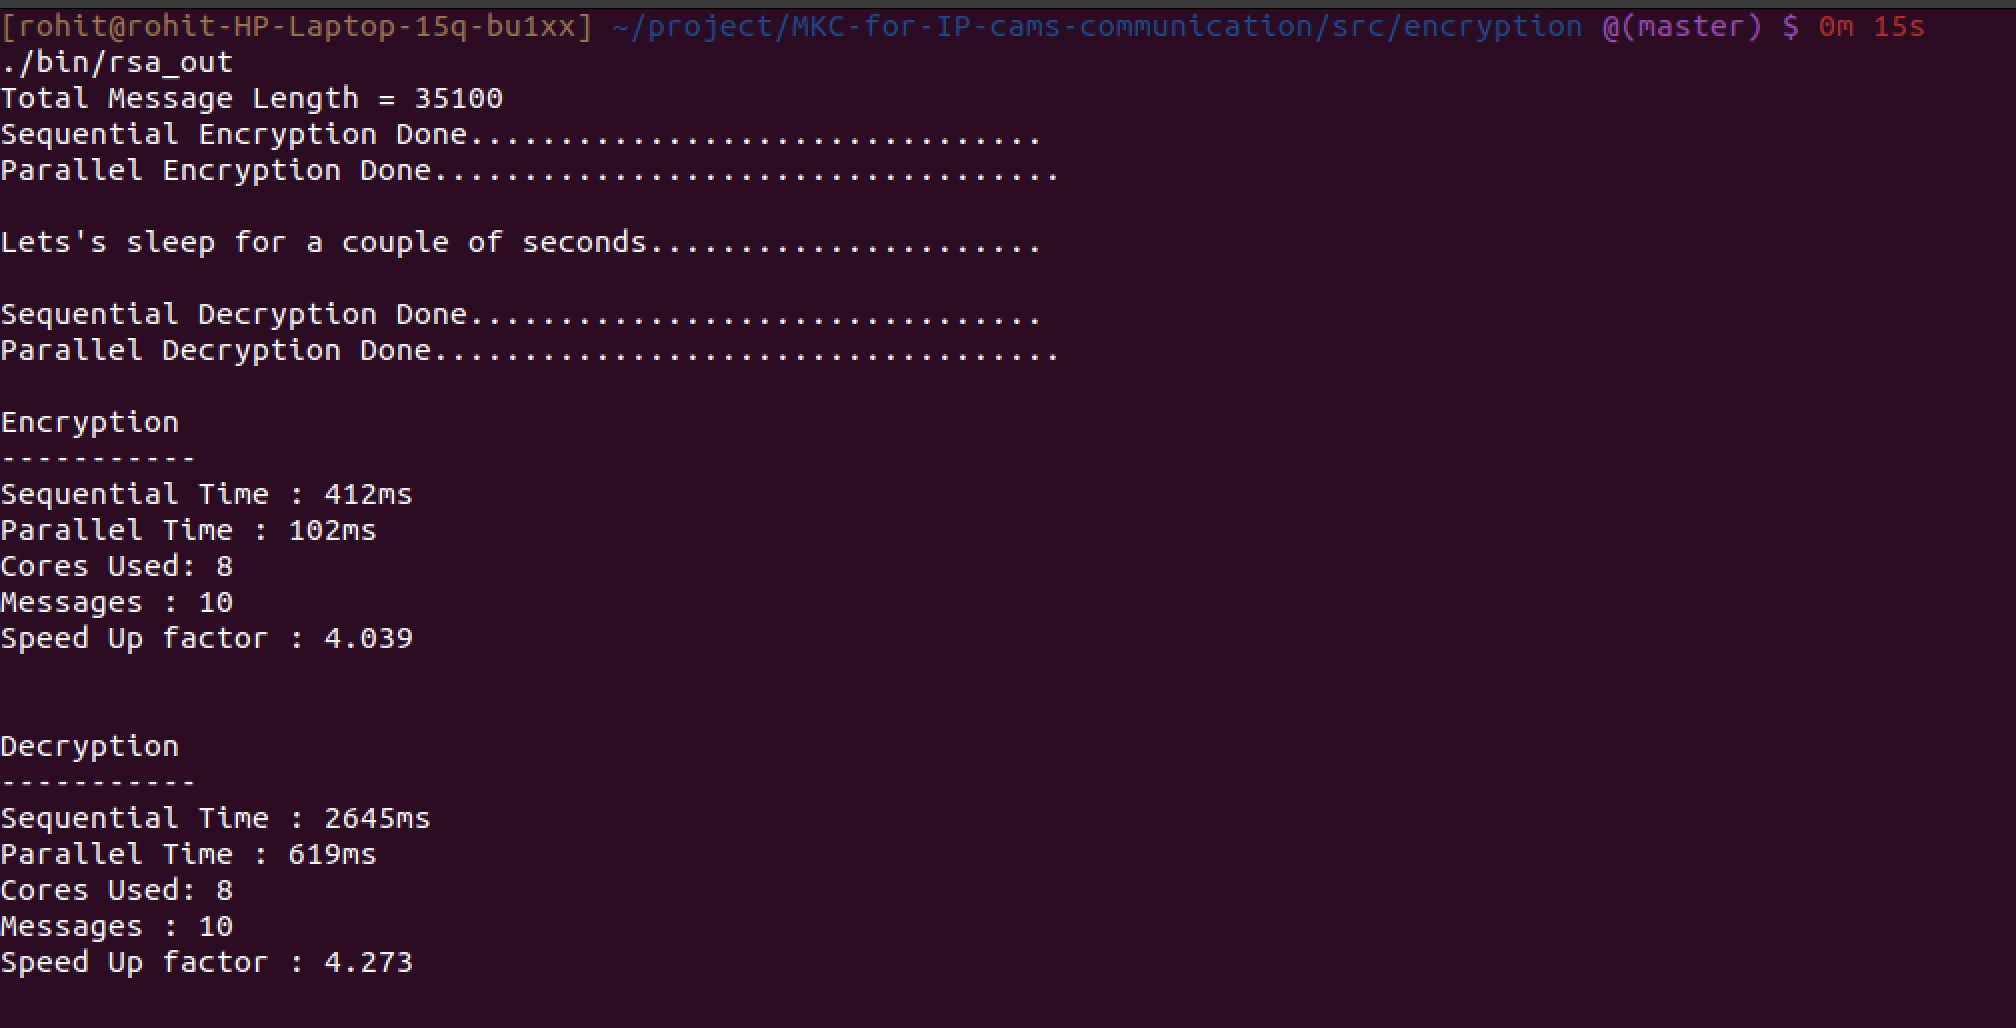 [rohit@rohit-HP-Laptop-15q-bu1xx] ~/project/MKC-for-IP-cams-communication/src/encryption @(master) $ 0m 15s
./bin/rsa_out
Total Message Length = 35100
Sequential Encryption Done................................
Parallel Encryption Done...................................
Lets's sleep for a couple of seconds......................
Sequential Decryption Done................................
Parallel Decryption Done...................................
Encryption
-----------
Sequential Time : 412ms
Parallel Time : 102ms
Cores Used: 8
Messages : 10
Speed Up factor : 4.039
Decryption
-----------
Sequential Time : 2645ms
Parallel Time : 619ms
Cores Used: 8
Messages : 10
Speed Up factor : 4.273